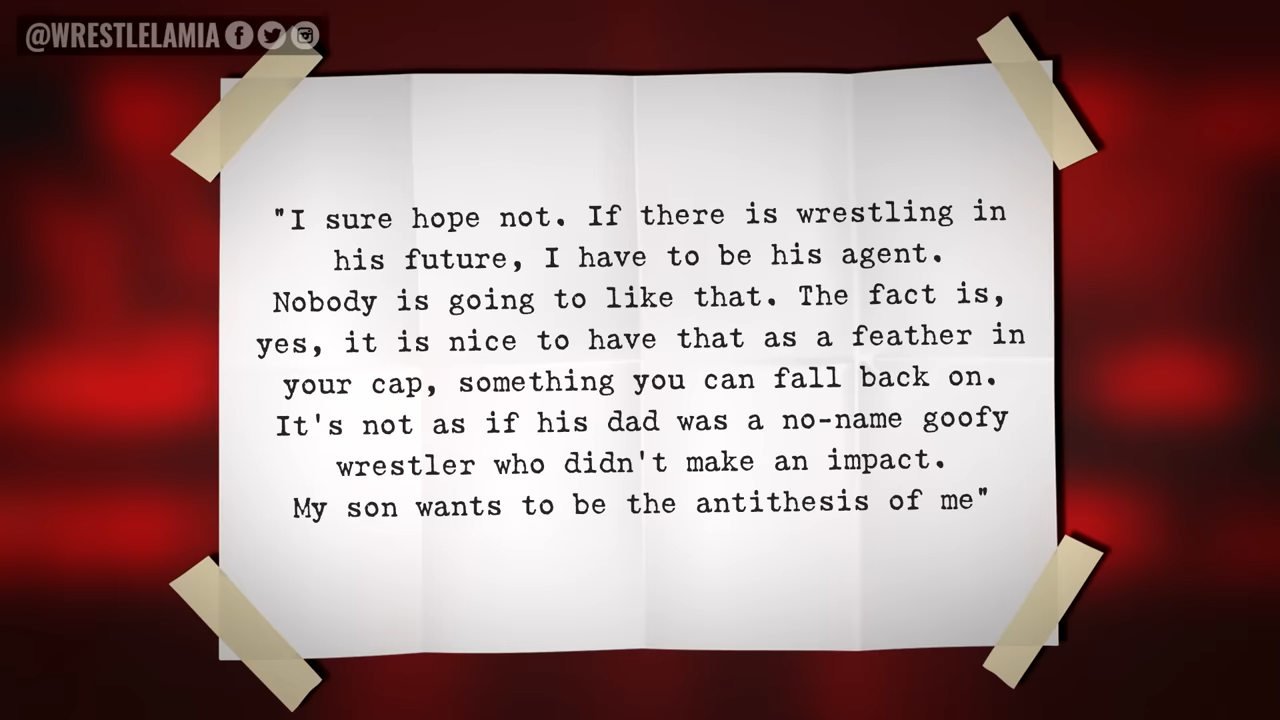 @WRESTLELAMIA
"I sure hope not. If there is wrestling in
his future, I have to be his agent.
Nobody is going to like that. The fact is,
yes, it is nice to have that as a feather in
your cap, something you can fall back on.
It's not as if his dad was a no-name goofy
wrestler who didn't make an impact.
My son wants to be the antithesis of me"